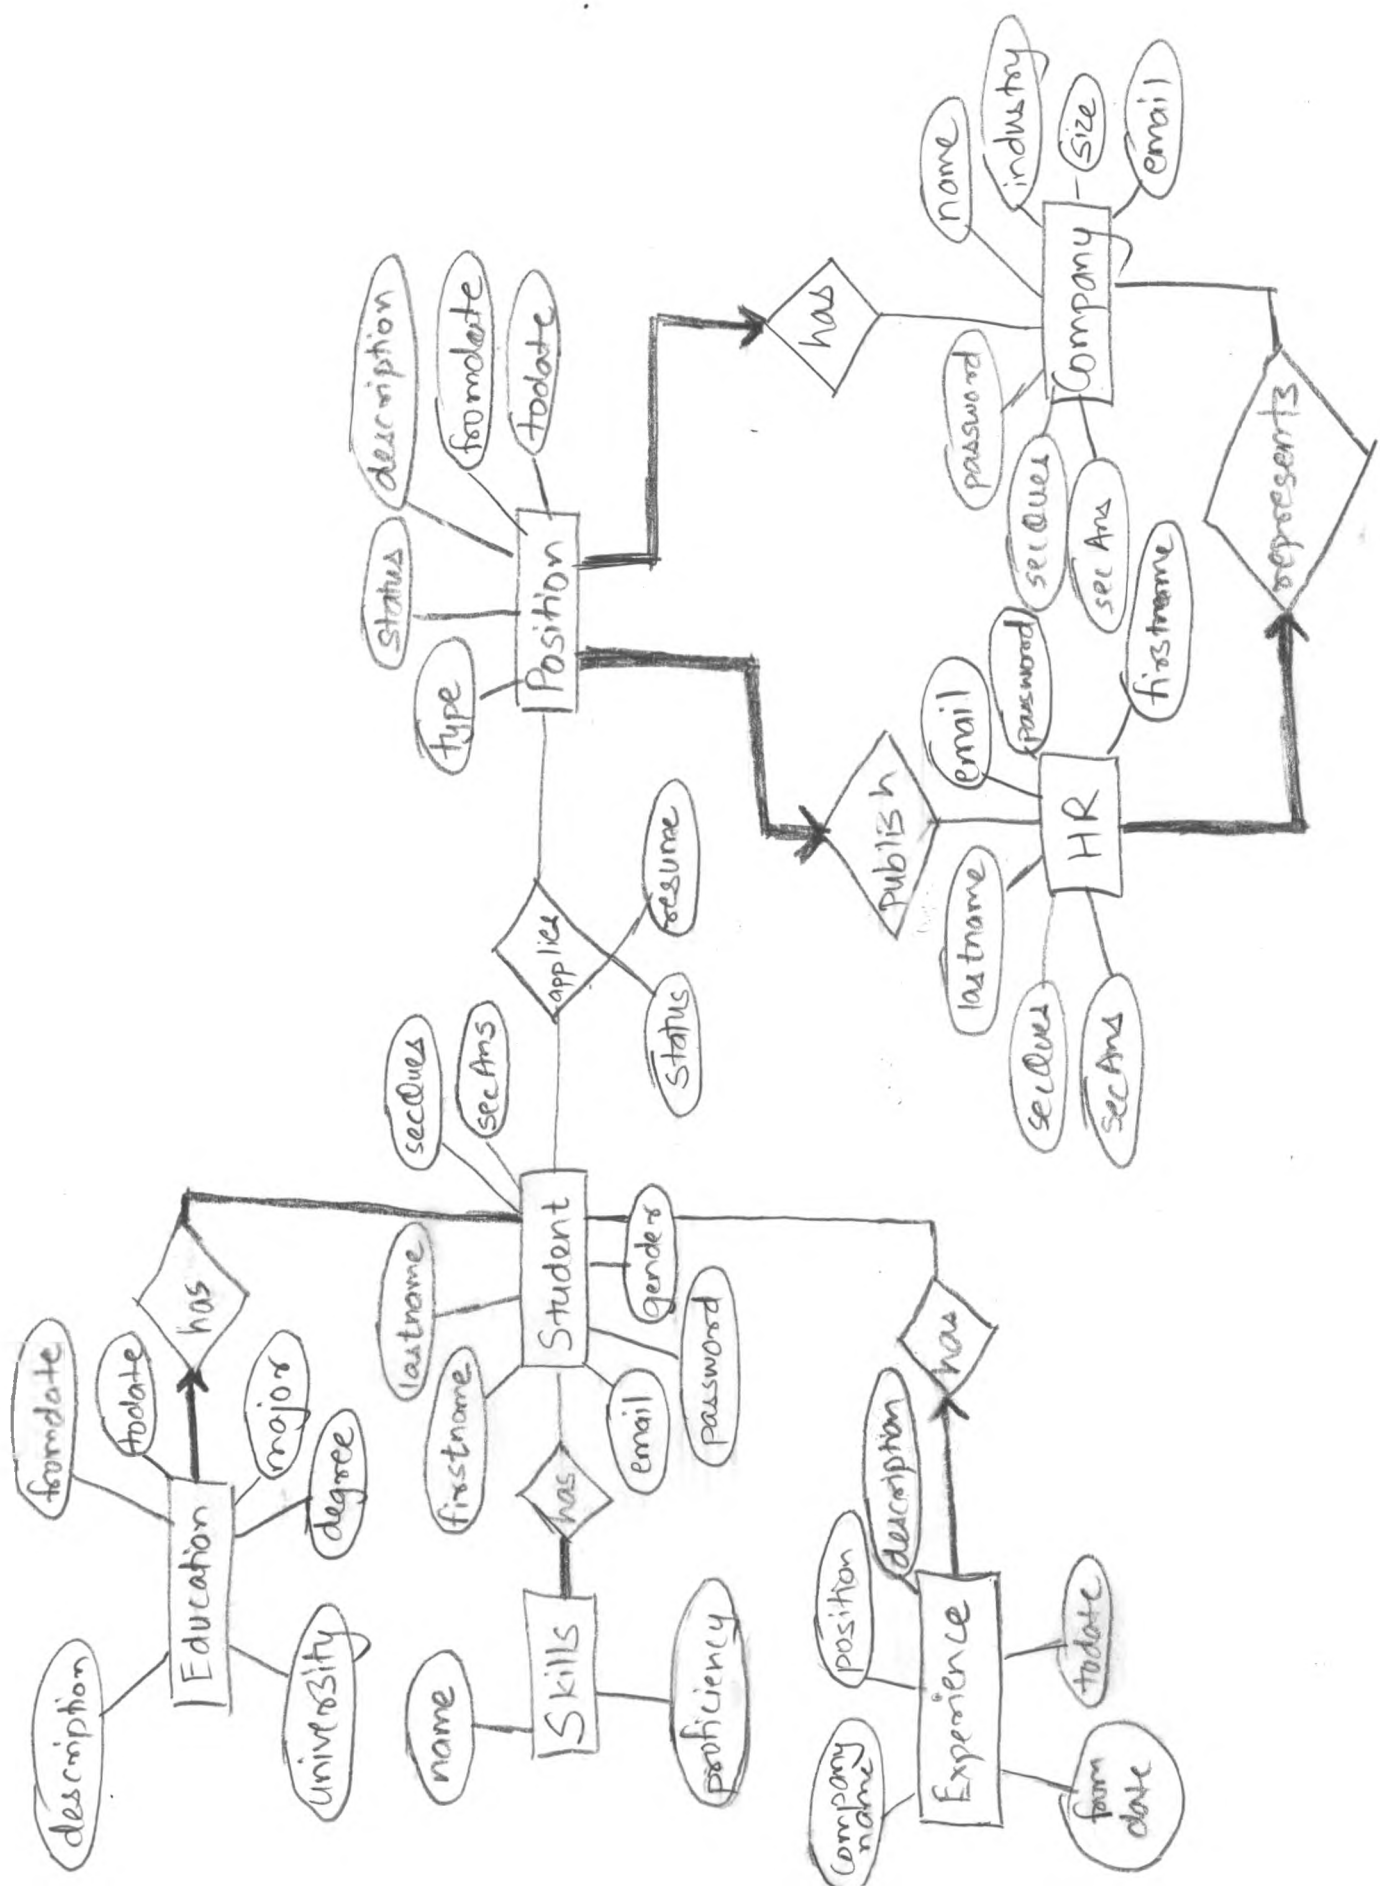 description
fromdate
todate
major
degree
university
Education
has
name
proficiency
Skills
has
firstname
lastname
secQues
secAns
Student
gender
password
email
has
company
name
position
description
Experience
from
date
todate
applies
status
resume
type
status
description
fromdate
todate
Position
publish
has
lastname
email
password
firstname
secQues
secAns
HR
represents
password
name
industry
size
email
secQues
secAns
Company